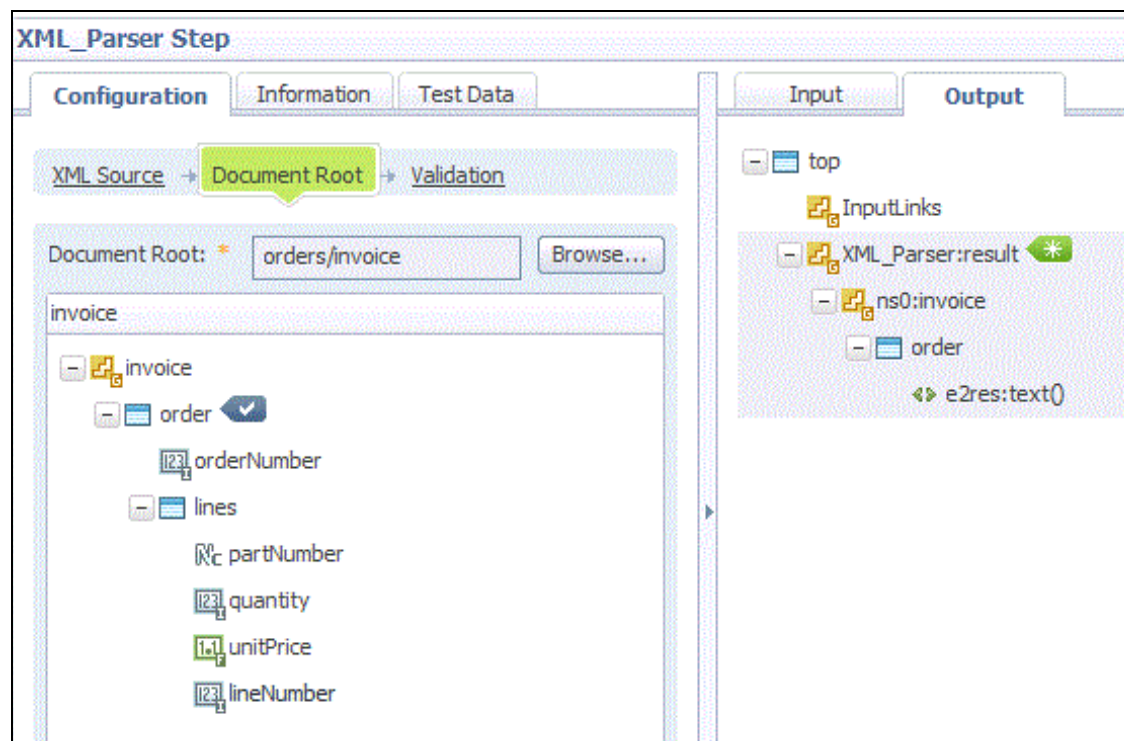 XML_Parser Step
Configuration
Information
Test Data
XML Source
Document Root
Validation
Document Root: *
orders/invoice
Browse...
invoice
invoice
order
orderNumber
lines
partNumber
quantity
unitPrice
lineNumber
Input
Output
top
InputLinks
XML_Parser:result
ns0:invoice
order
e2res:text()